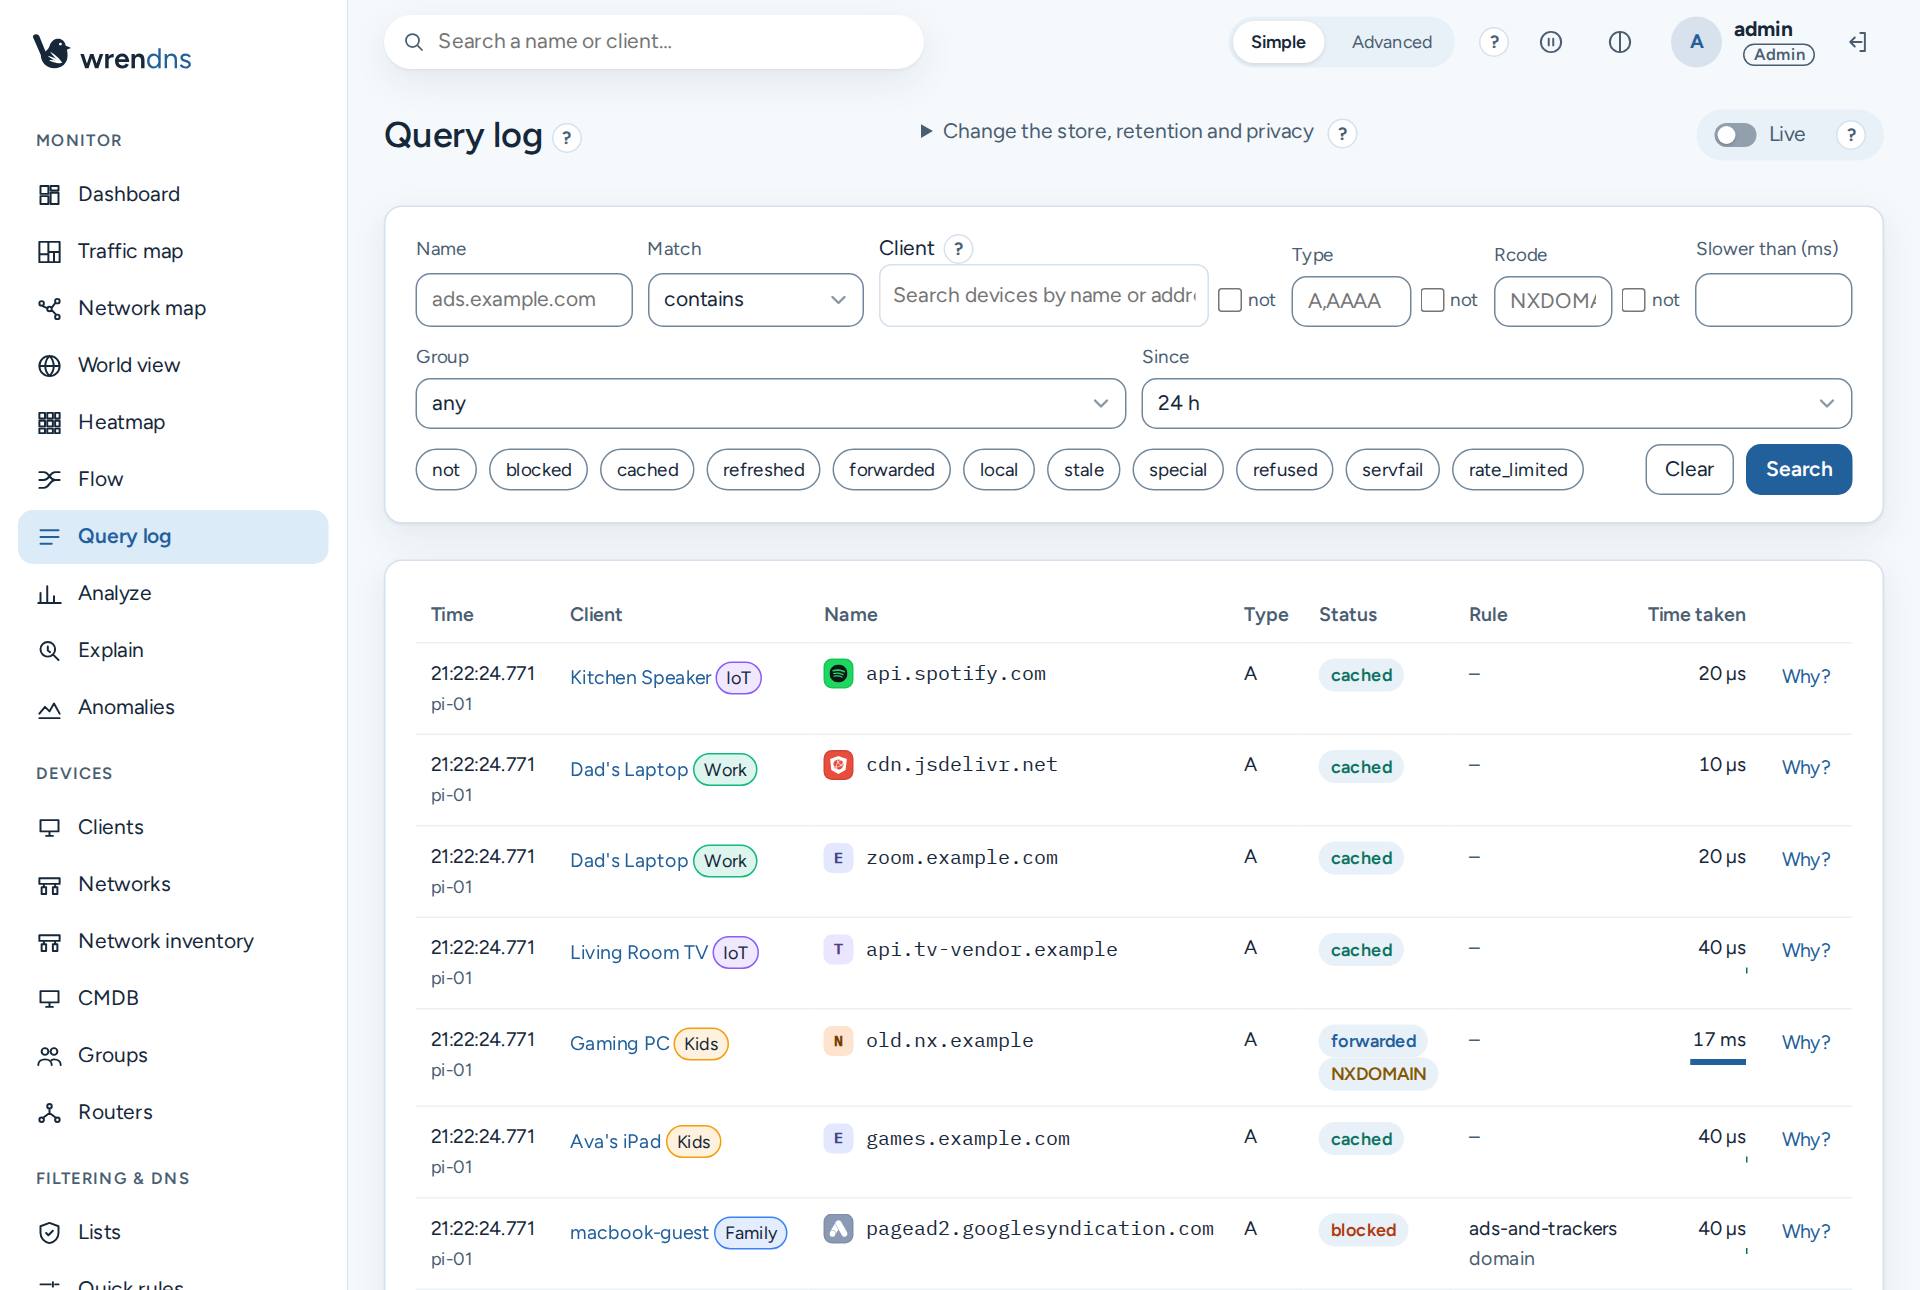 wrendns
Search a name or client...
Simple
Advanced
?
A
admin
Admin
MONITOR
Dashboard
Traffic map
Network map
World view
Heatmap
Flow
Query log
Analyze
Explain
Anomalies
DEVICES
Clients
Networks
Network inventory
CMDB
Groups
Routers
FILTERING & DNS
Lists
Quick rules
Query log ?
Change the store, retention and privacy ?
Live ?
Name
Match
Client ?
Type
Rcode
Slower than (ms)
ads.example.com
contains
Search devices by name or addr
not
A,AAAA
not
NXDOMA
not
Group
Since
any
24 h
not
blocked
cached
refreshed
forwarded
local
stale
special
refused
servfail
rate_limited
Clear
Search
Time Client Name Type Status Rule Time taken
21:22:24.771 Kitchen Speaker IoT api.spotify.com A cached – 20 µs Why?
pi-01
21:22:24.771 Dad's Laptop Work cdn.jsdelivr.net A cached – 10 µs Why?
pi-01
21:22:24.771 Dad's Laptop Work E zoom.example.com A cached – 20 µs Why?
pi-01
21:22:24.771 Living Room TV IoT T api.tv-vendor.example A cached – 40 µs Why?
pi-01
21:22:24.771 Gaming PC Kids N old.nx.example A forwarded – 17 ms Why?
pi-01 NXDOMAIN
21:22:24.771 Ava's iPad Kids E games.example.com A cached – 40 µs Why?
pi-01
21:22:24.771 macbook-guest Family pagead2.googlesyndication.com A blocked ads-and-trackers 40 µs Why?
pi-01 domain